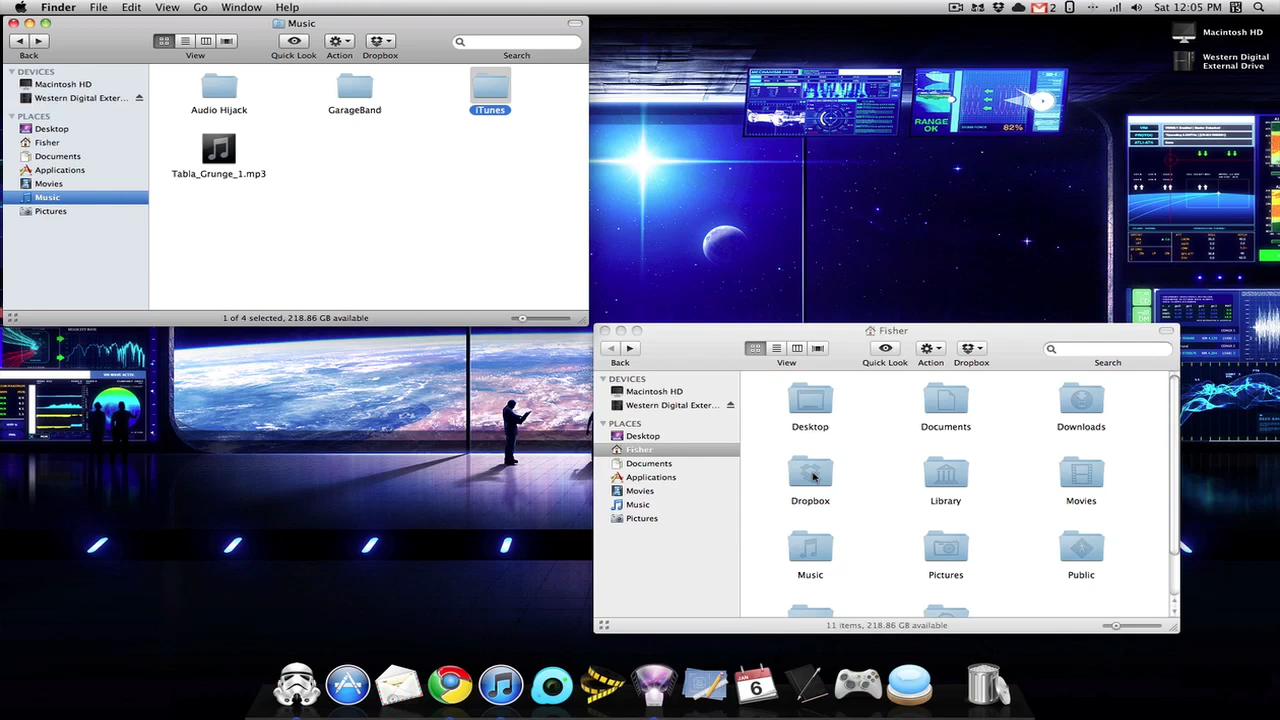 Finder File Edit View Go Window Help
2 Sat 12:05 PM
Macintosh HD
Western Digital
External Drive
Music
Back View Quick Look Action Dropbox Search
DEVICES
Macintosh HD
Western Digital Exter...
PLACES
Desktop
Fisher
Documents
Applications
Movies
Music
Pictures
Audio Hijack
GarageBand
iTunes
Tabla_Grunge_1.mp3
1 of 4 selected, 218.86 GB available
RANGE
OK
82%
Fisher
Back View Quick Look Action Dropbox Search
DEVICES
Macintosh HD
Western Digital Exter...
PLACES
Desktop
Fisher
Documents
Applications
Movies
Music
Pictures
Desktop
Documents
Downloads
Dropbox
Library
Movies
Music
Pictures
Public
11 items, 218.86 GB available
6